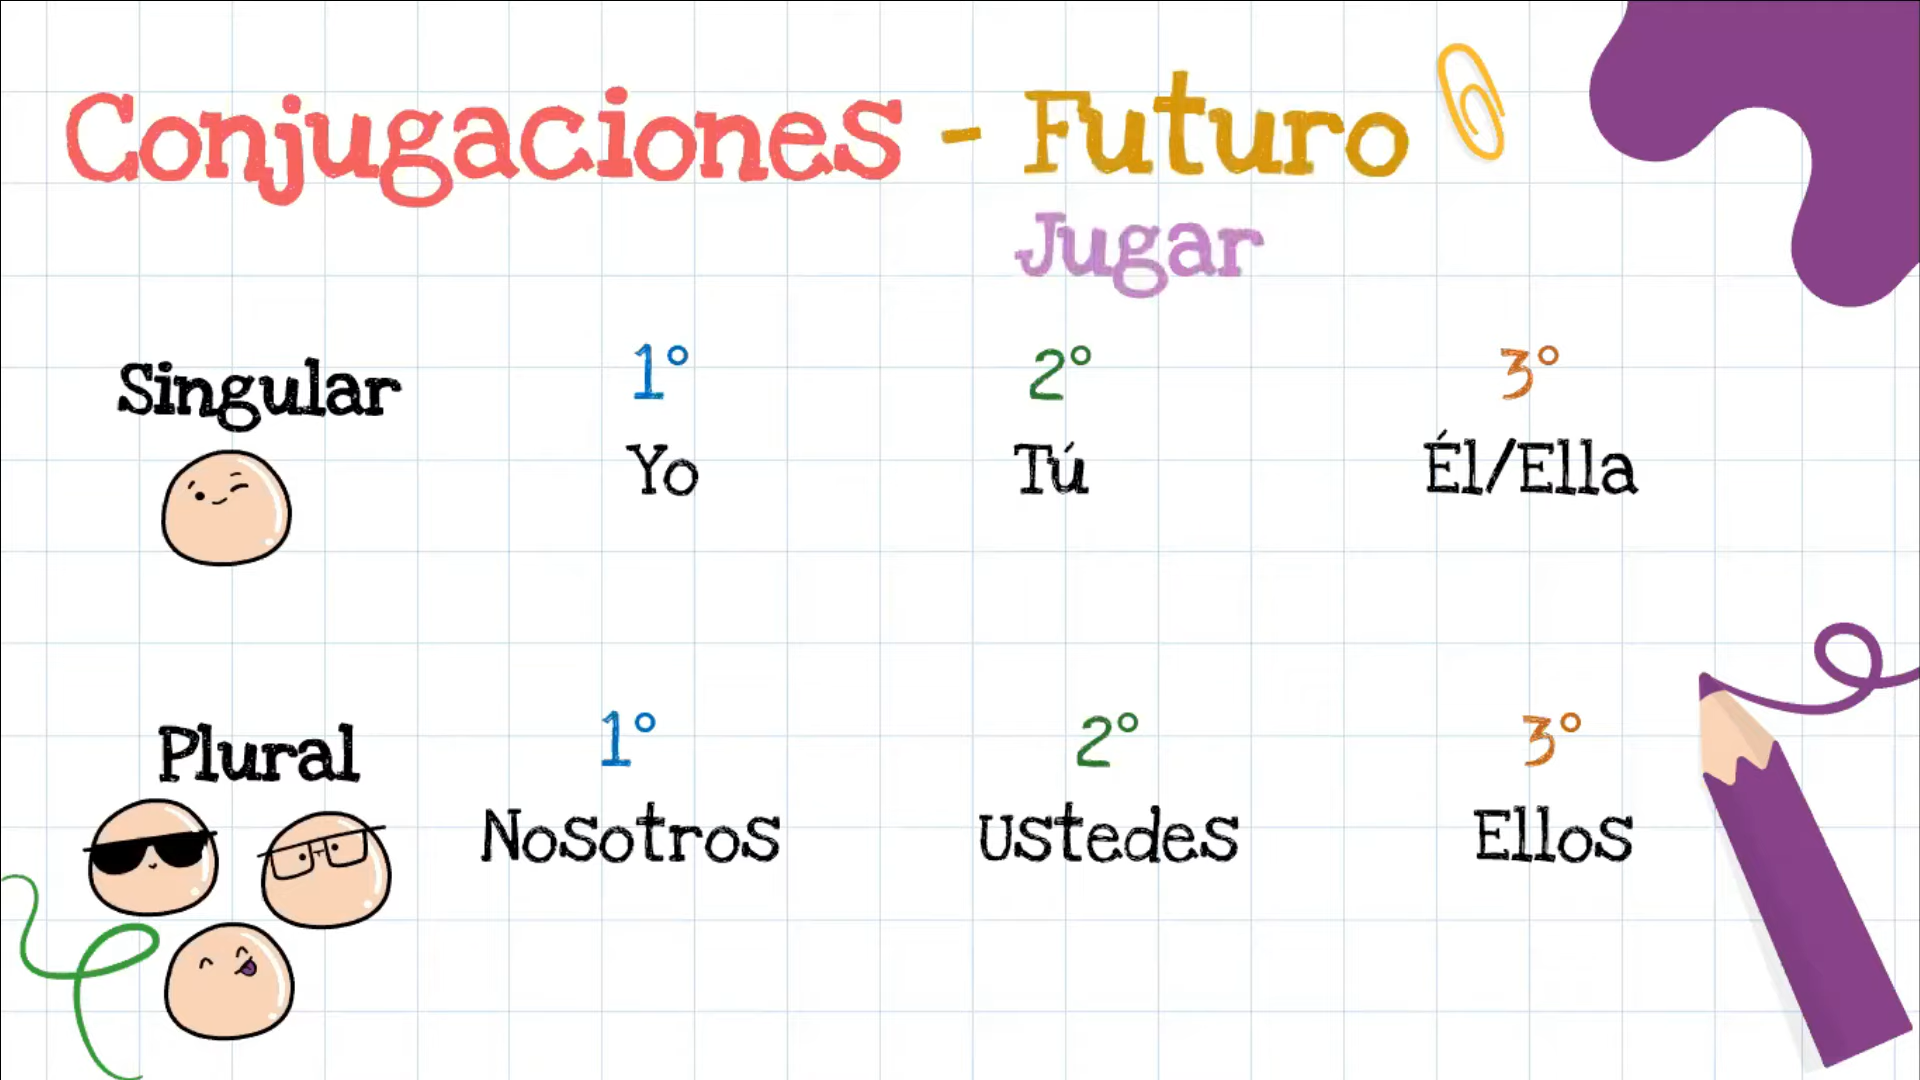 Conjugaciones - Futuro
Jugar
Singular
1° 2° 3°
Yo Tú Él/Ella
Plural
1° 2° 3°
Nosotros ustedes Ellos